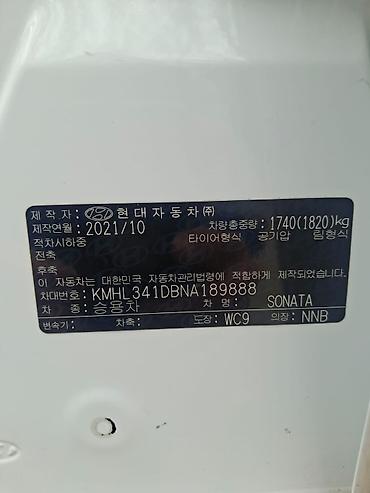 제 작 자: 현대자동차㈜
제작연월: 2021/10 차량총중량: 1740(1820)kg
적차시하중 타이어형식 공기압 림형식
전축
후축
이 자동차는 대한민국 자동차관리법령에 적합하게 제작되었습니다.
차대번호: KMHL341DBNA189888
차 종: 승용차 차 명: SONATA
변속기: 차축: 도장: WC9 의장: NNB